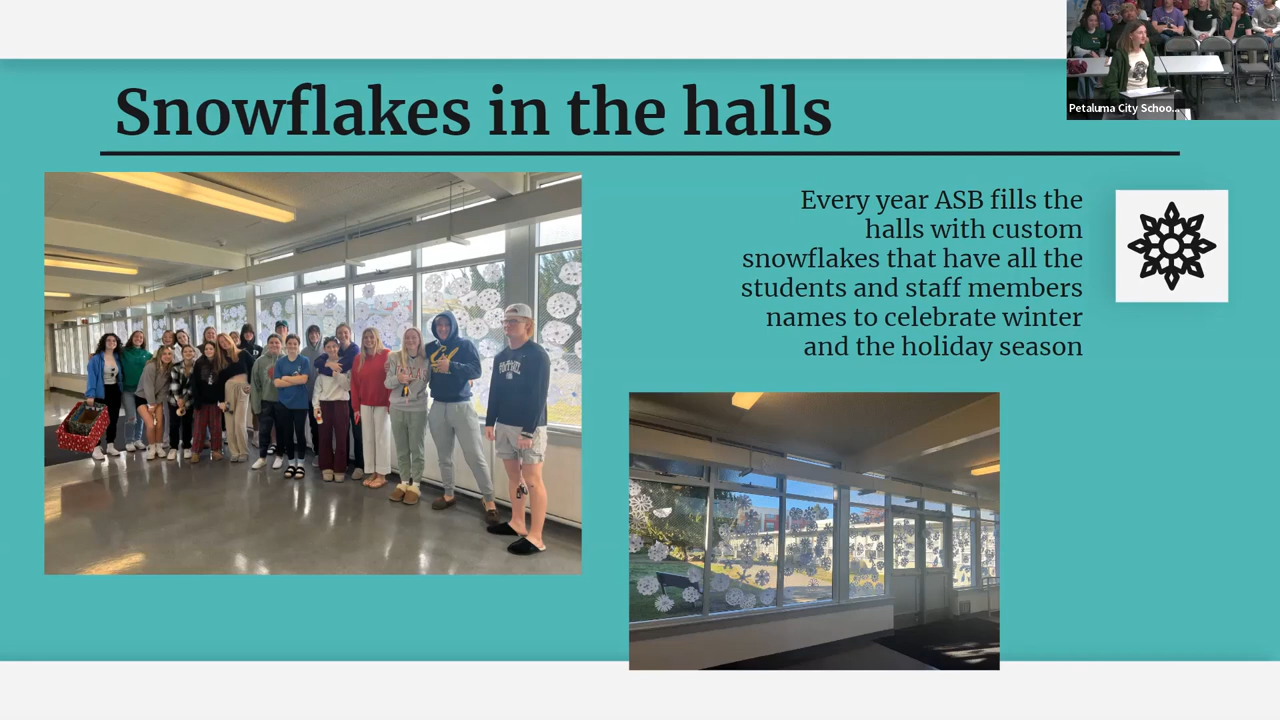 Snowflakes in the halls
Petaluma City Schoo...
Every year ASB fills the
halls with custom
snowflakes that have all the
students and staff members
names to celebrate winter
and the holiday season
Cal